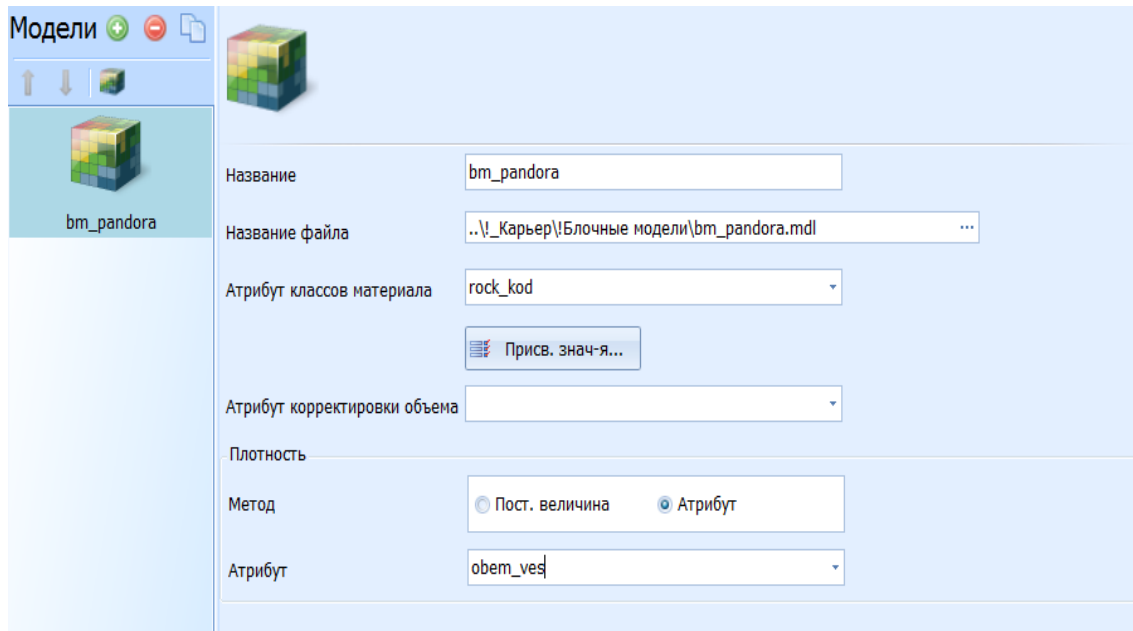 Модели
bm_pandora
Название
bm_pandora
Название файла
..\!_Карьер\!Блочные модели\bm_pandora.mdl
...
Атрибут классов материала
rock_kod
Присв. знач-я...
Атрибут корректировки объема
Плотность
Метод
Пост. величина
Атрибут
Атрибут
obem_ves